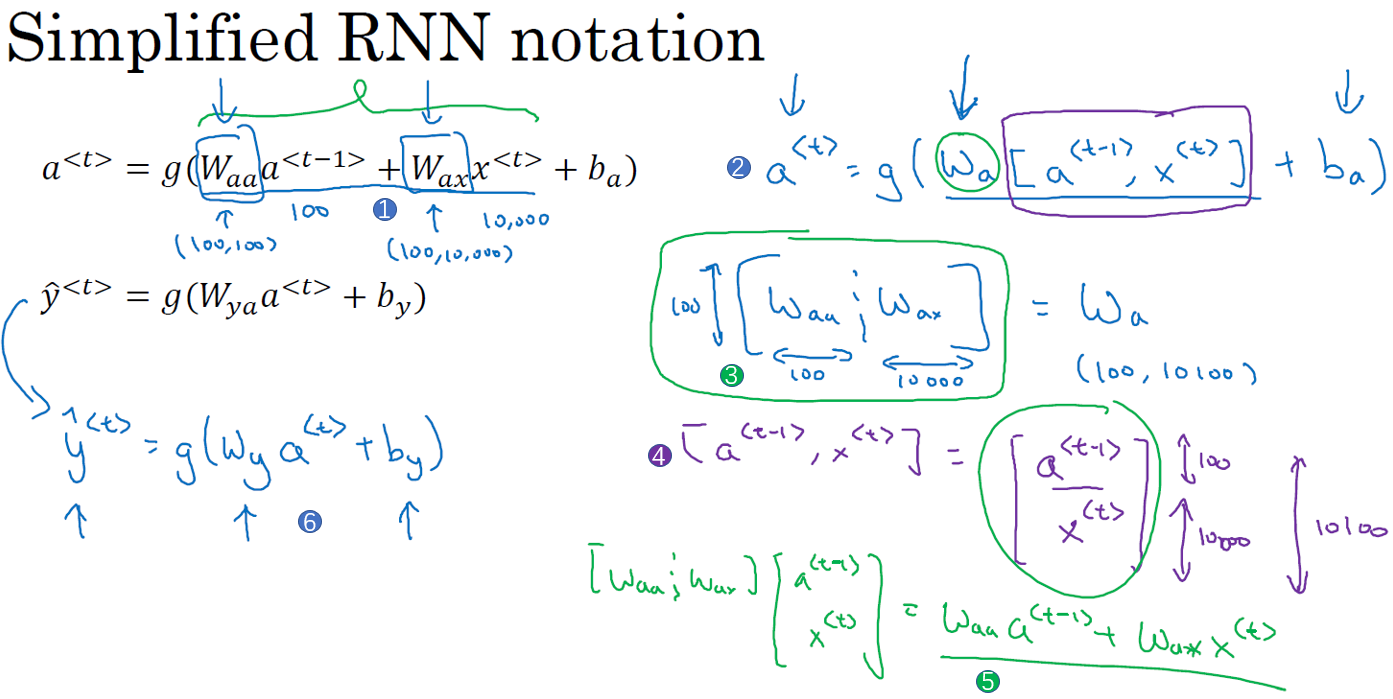 Simplified RNN notation
a<t> = g(Waa a<t−1> + Wax x<t> + ba)
100 ① 10,000
(100,100) (100,10,000)
ŷ<t> = g(Wya a<t> + by)
ŷ<t> = g(Wy a<t> + by)
⑥
② a<t> = g(Wa [a<t-1>, x<t>] + ba)
100 [Waa ¦ Wax] = Wa
③ 100 10000 (100, 10100)
④ [a<t-1>, x<t>] = [a<t-1>
x<t>] 100
10000
10100
[Waa ¦ Wax] [a<t-1>
x<t>] = Waa a<t-1> + Wax x<t>
⑤